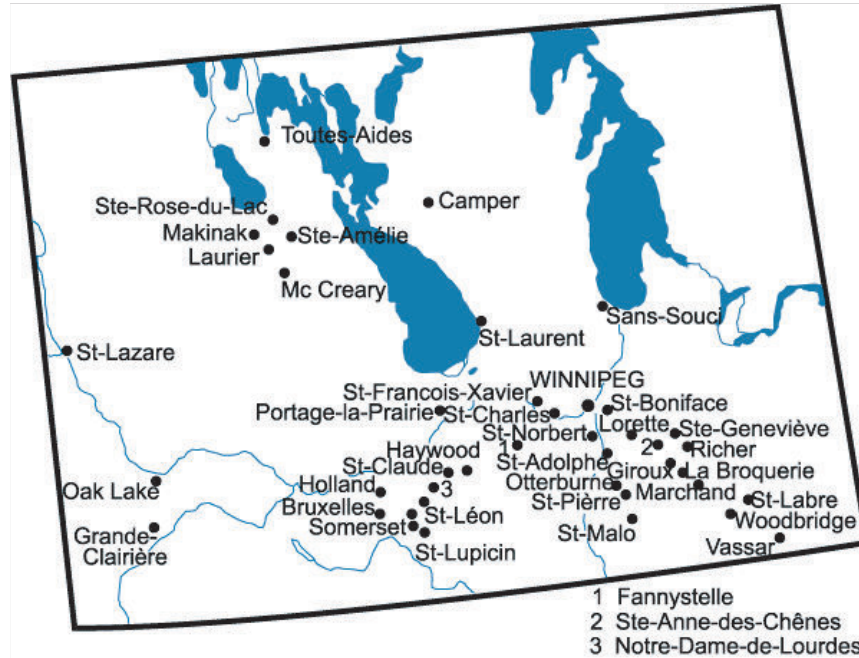 Toutes-Aides
Camper
Ste-Rose-du-Lac
Makinak
Ste-Amélie
Laurier
Mc Creary
Sans-Souci
St-Laurent
St-Lazare
St-Francois-Xavier
WINNIPEG
Portage-la-Prairie
St-Charles
St-Boniface
Lorette
Ste-Geneviève
St-Norbert
1
2
Richer
Haywood
St-Claude
St-Adolphe
Giroux
La Broquerie
Oak Lake
Holland
3
Otterburne
Marchand
St-Labre
Bruxelles
St-Léon
St-Pièrre
Woodbridge
Somerset
Grande-
Clairière
St-Lupicin
St-Malo
Vassar
1 Fannystelle
2 Ste-Anne-des-Chênes
3 Notre-Dame-de-Lourdes